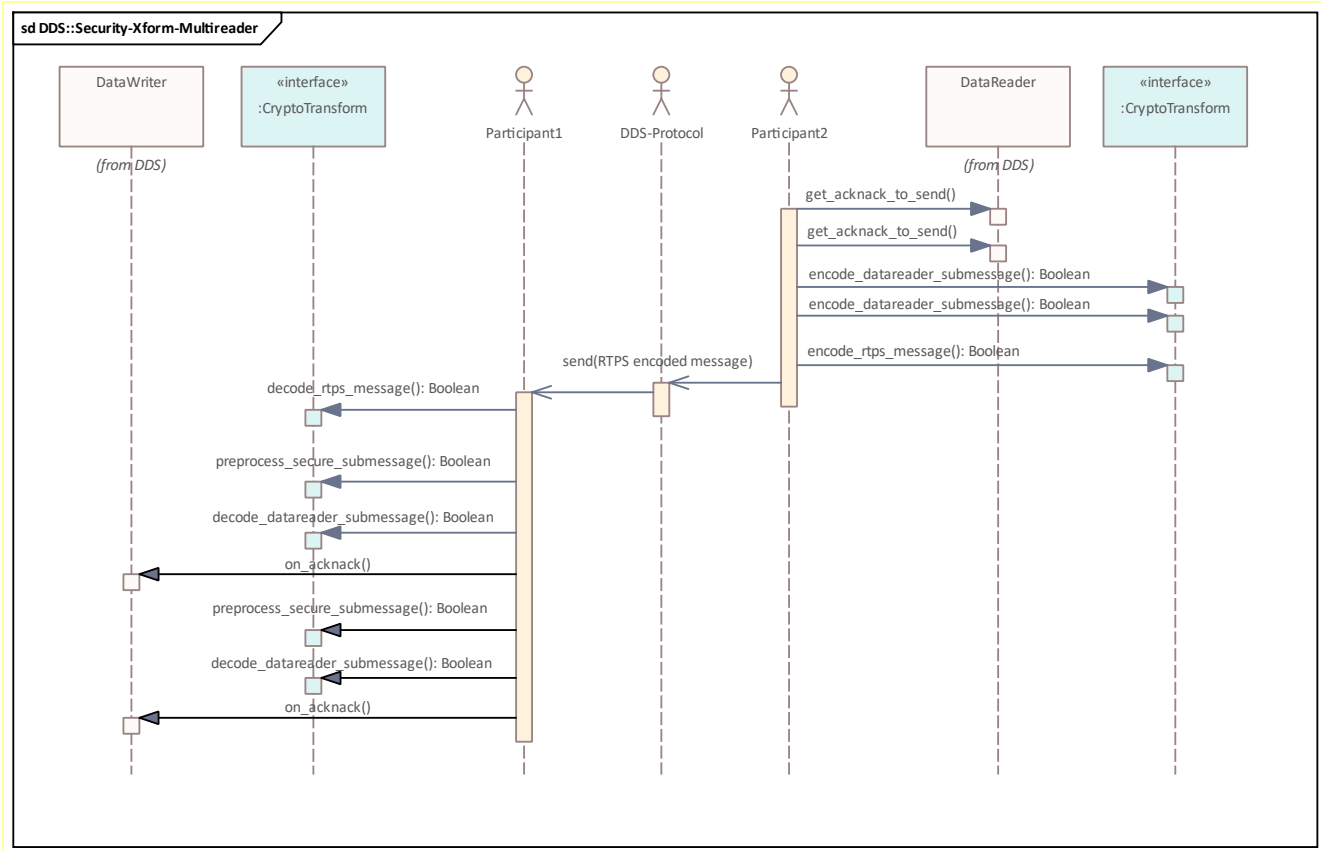 sd DDS::Security-Xform-Multireader
DataWriter
(from DDS)
«interface»
:CryptoTransform
Participant1
DDS-Protocol
Participant2
DataReader
(from DDS)
«interface»
:CryptoTransform
get_acknack_to_send()
get_acknack_to_send()
encode_datareader_submessage(): Boolean
encode_datareader_submessage(): Boolean
encode_rtps_message(): Boolean
send(RTPS encoded message)
decode_rtps_message(): Boolean
preprocess_secure_submessage(): Boolean
decode_datareader_submessage(): Boolean
on_acknack()
preprocess_secure_submessage(): Boolean
decode_datareader_submessage(): Boolean
on_acknack()